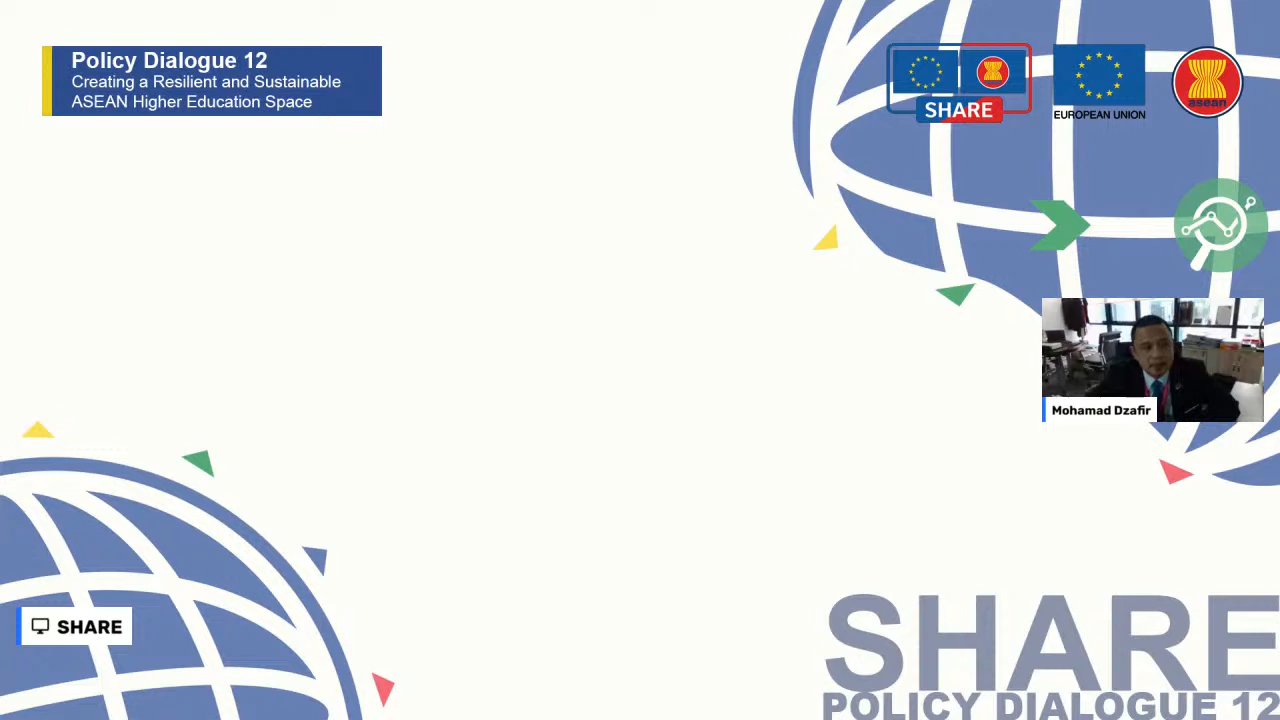 Policy Dialogue 12
Creating a Resilient and Sustainable
ASEAN Higher Education Space
SHARE
EUROPEAN UNION
asean
Mohamad Dzafir
SHARE
SHARE
POLICY DIALOGUE 12